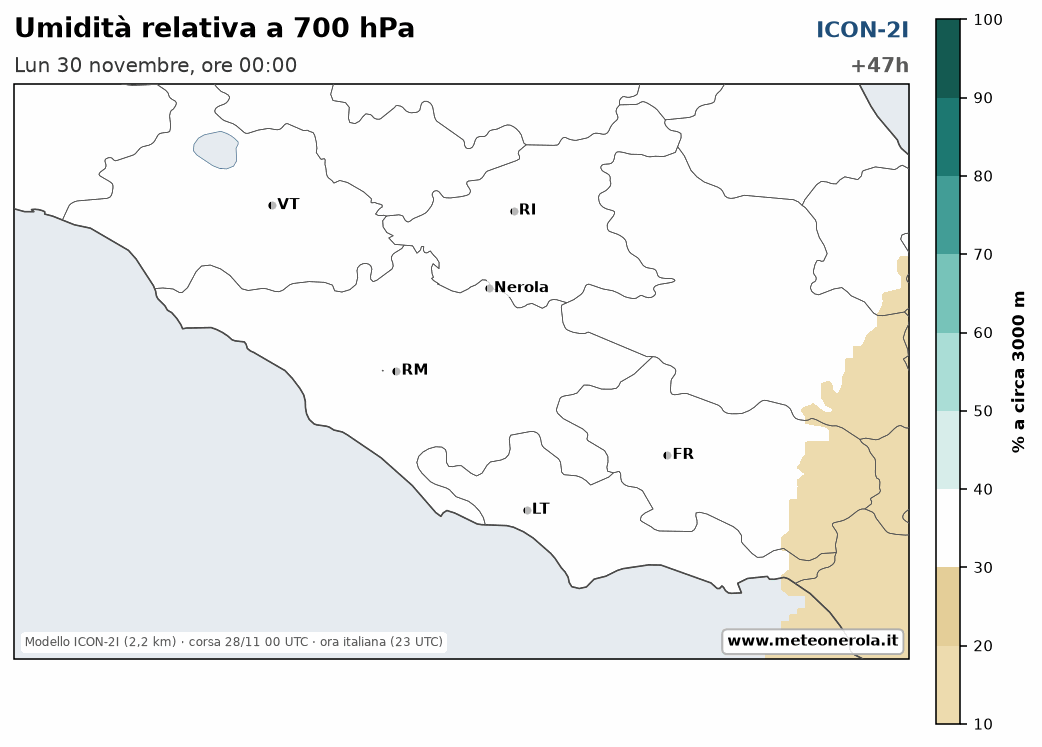 Umidità relativa a 700 hPa
ICON-2I
Lun 30 novembre, ore 00:00
+47h
100
90
80
70
60
50
40
30
20
10
% a circa 3000 m
VT
RI
Nerola
RM
FR
LT
Modello ICON-2I (2,2 km) · corsa 28/11 00 UTC · ora italiana (23 UTC)
www.meteonerola.it